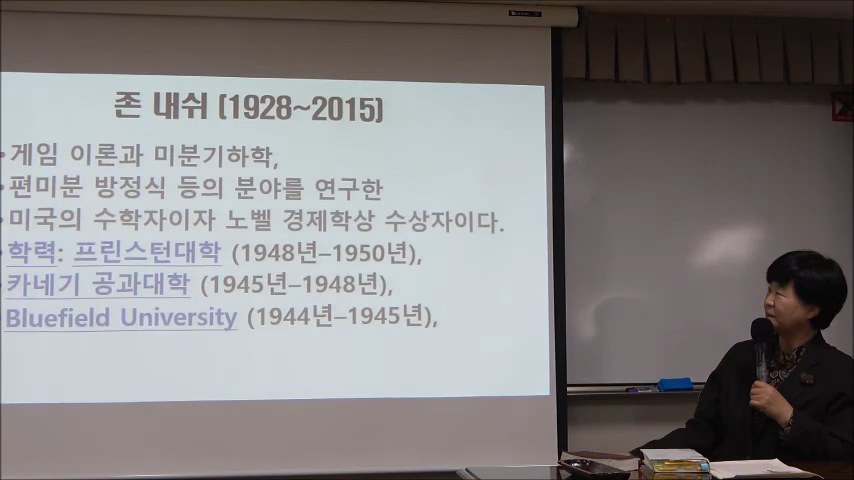 존 내쉬 (1928~2015)
•게임 이론과 미분기하학,
•편미분 방정식 등의 분야를 연구한
•미국의 수학자이자 노벨 경제학상 수상자이다.
•학력: 프린스턴대학 (1948년–1950년),
•카네기 공과대학 (1945년–1948년),
•Bluefield University (1944년–1945년),